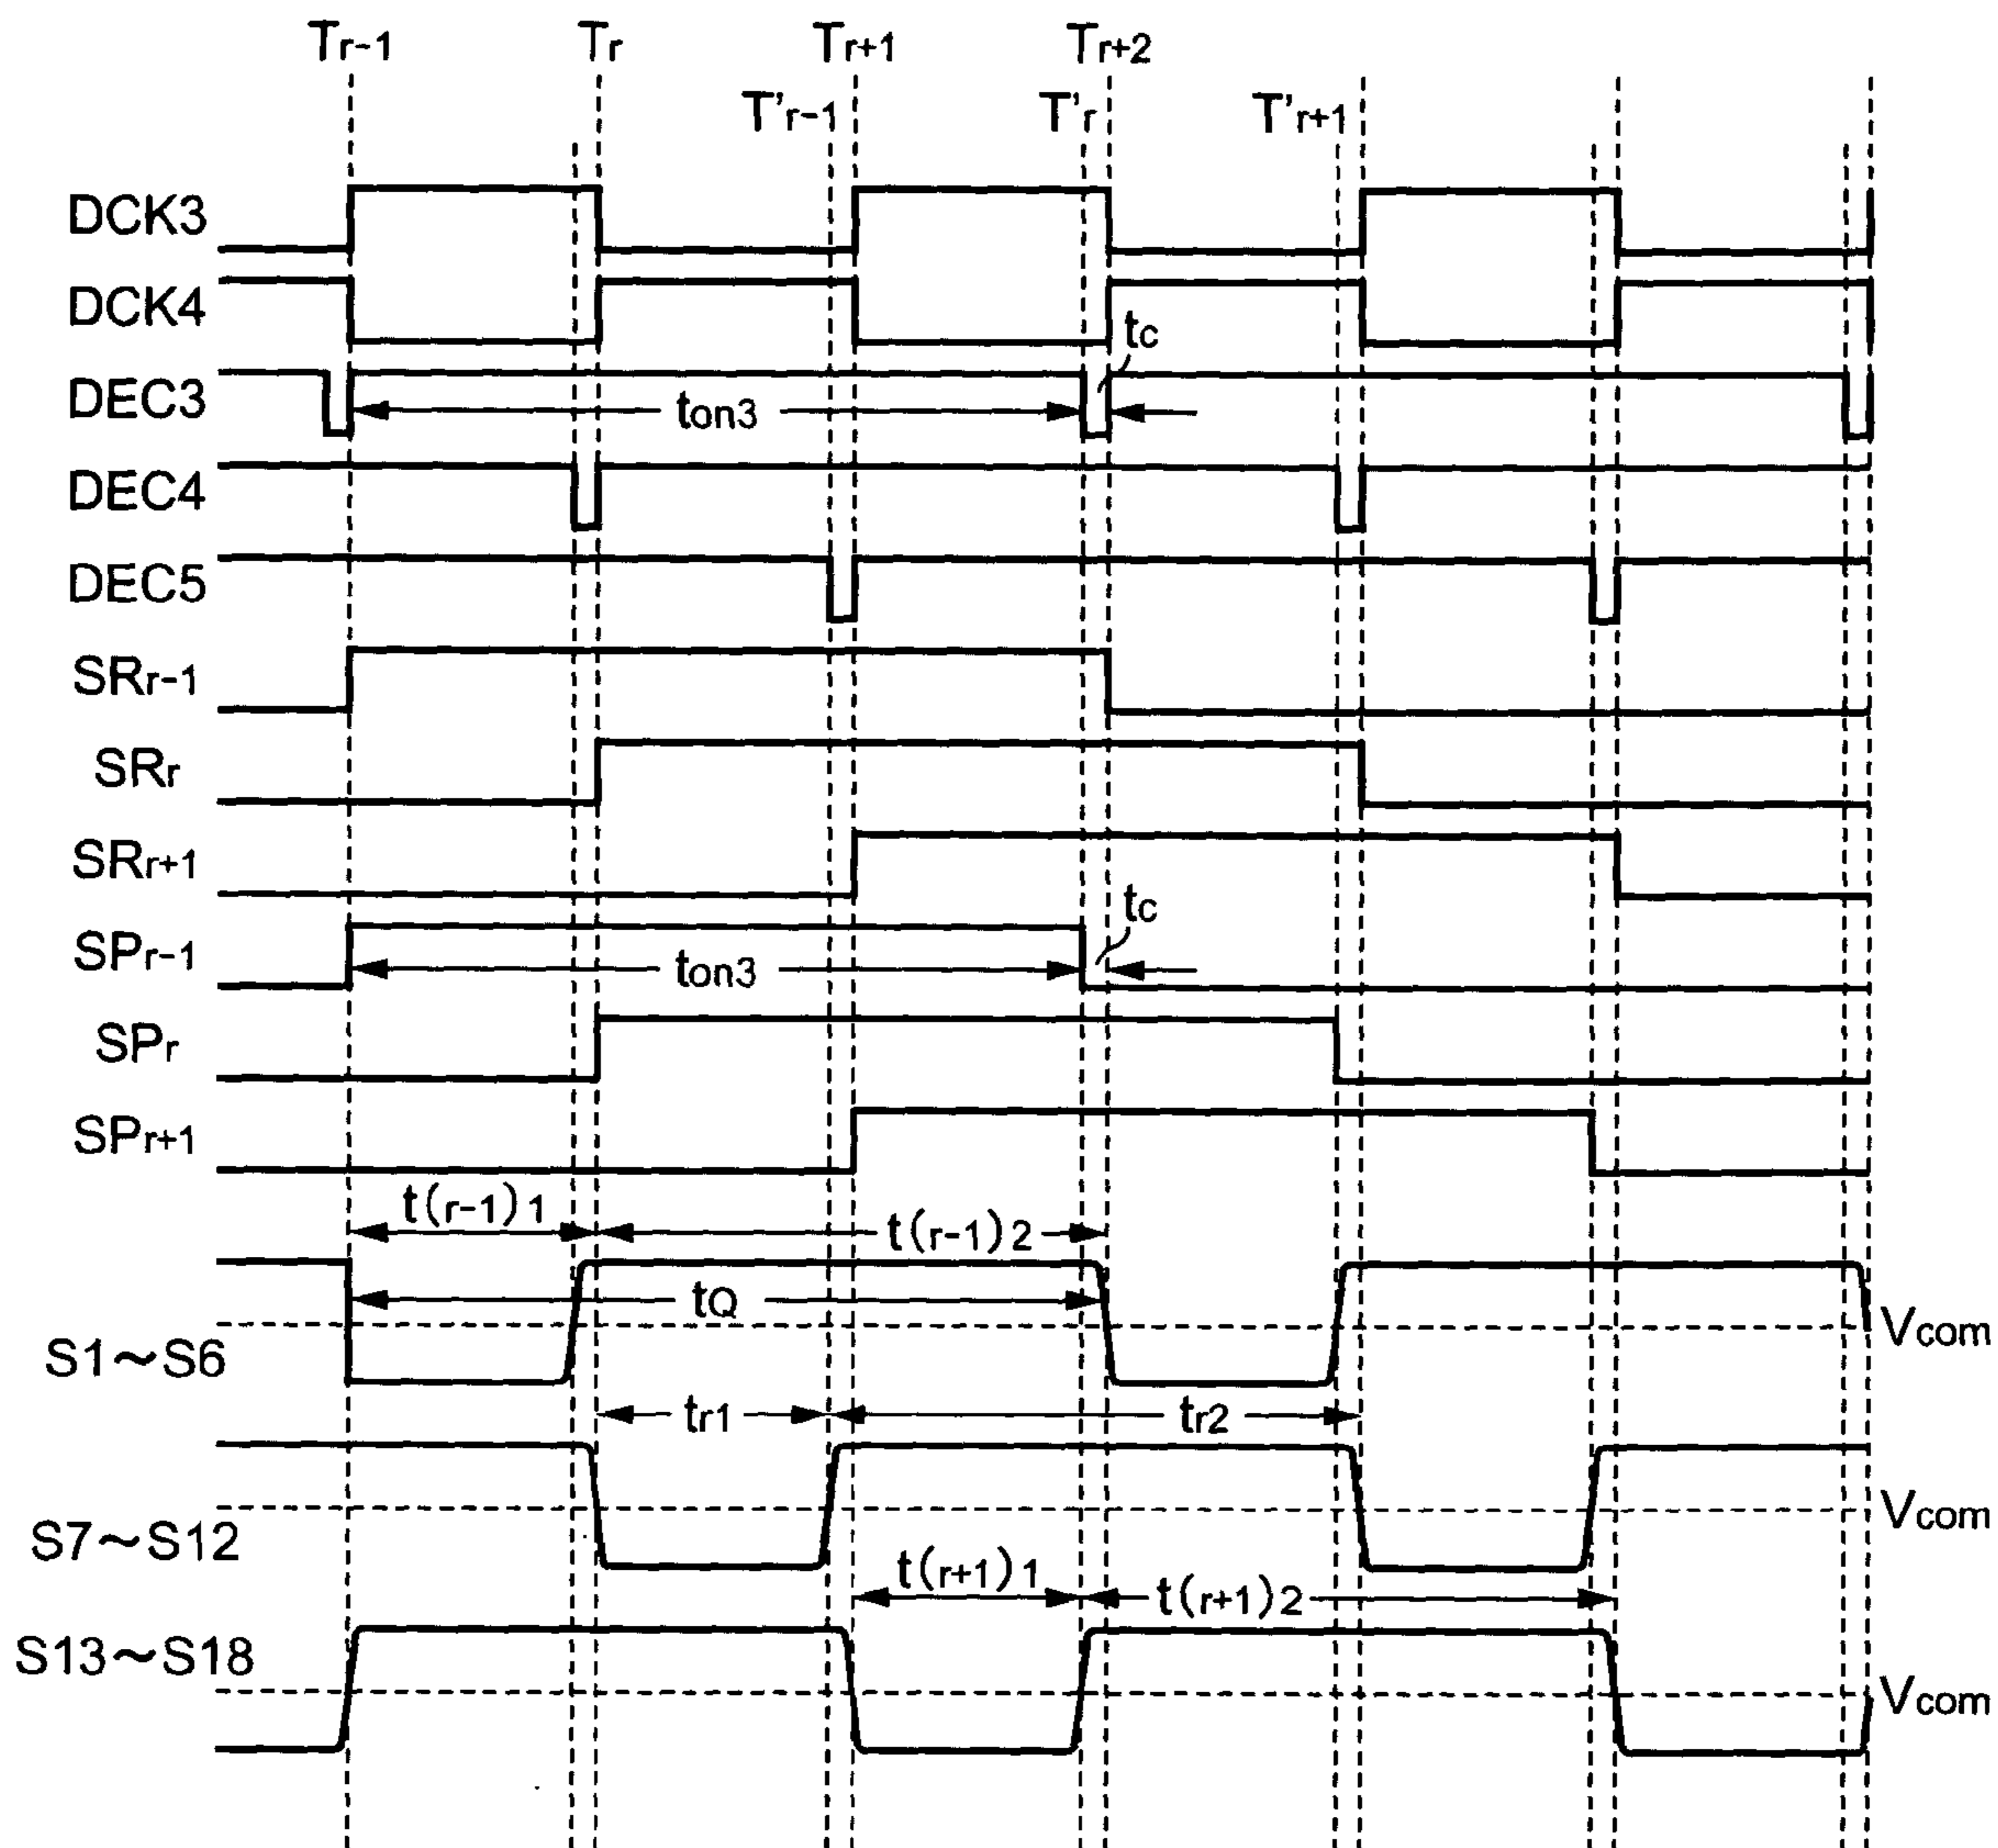 Tr-1 Tr Tr+1 Tr+2
T'r-1 T'r T'r+1
DCK3
DCK4
tc
DEC3
ton3
DEC4
DEC5
SRr-1
SRr
SRr+1
tc
SPr-1
ton3
SPr
SPr+1
t(r-1)1 t(r-1)2
tQ
S1~S6 Vcom
tr1 tr2
S7~S12 Vcom
t(r+1)1 t(r+1)2
S13~S18 Vcom